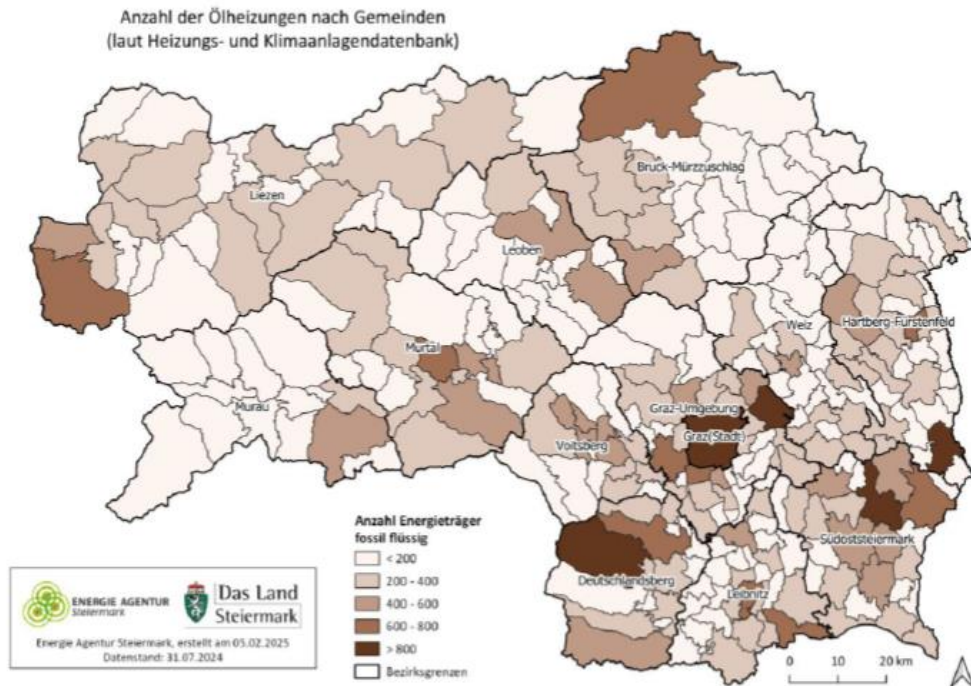 Anzahl der Ölheizungen nach Gemeinden
(laut Heizungs- und Klimaanlagendatenbank)
Bruck-Mürzzuschlag
Liezen
Leoben
Weiz
Hartberg-Fürstenfeld
Murtal
Murau
Graz-Umgebung
Graz(Stadt)
Voitsberg
Südoststeiermark
Deutschlandsberg
Leibnitz
Anzahl Energieträger
fossil flüssig
< 200
200 - 400
400 - 600
600 - 800
> 800
Bezirksgrenzen
ENERGIE AGENTUR
Steiermark
Das Land
Steiermark
Energie Agentur Steiermark, erstellt am 05.02.2025
Datenstand: 31.07.2024
0 10 20 km